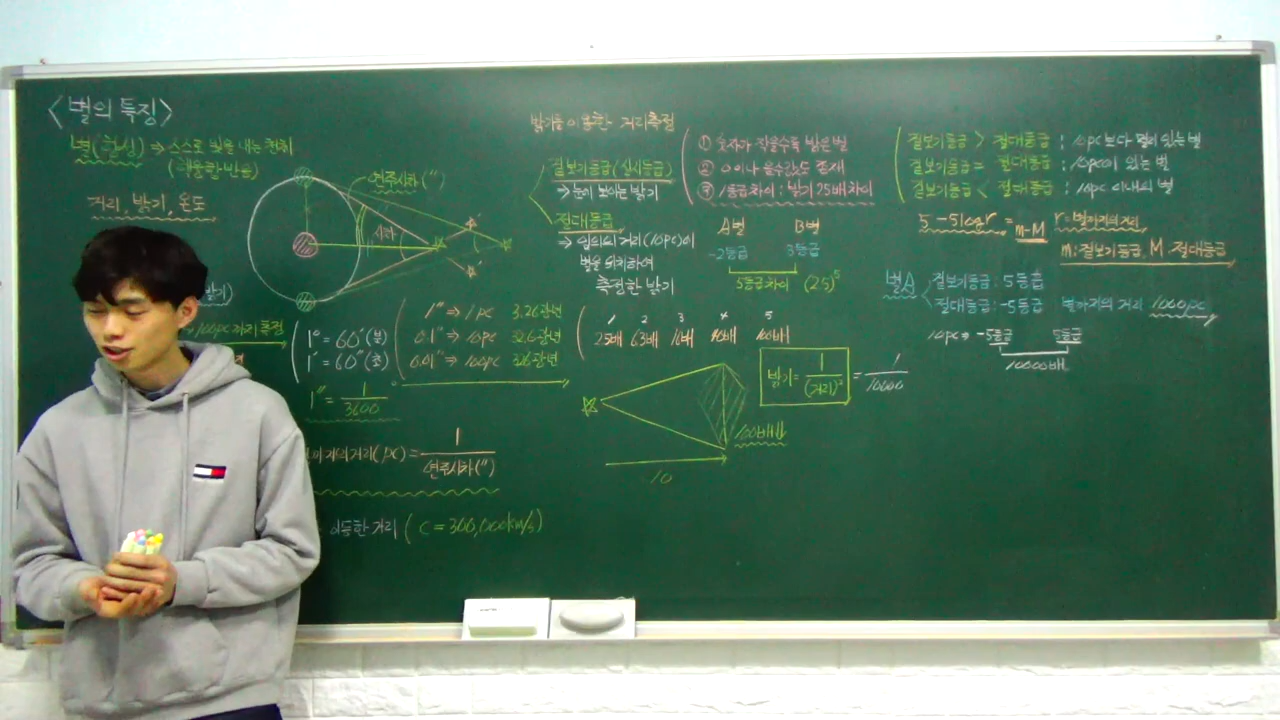 <별의 특징>
별(항성) ⇒ 스스로 빛을 내는 천체
(핵융합 반응)
거리, 밝기, 온도
연주시차(″)
시차
100pc 까지 측정
1° = 60′(분)
1′ = 60″(초)
1″ = 1/3600°
1″ ⇒ 1pc 3.26광년
0.1″ ⇒ 10pc 32.6광년
0.01″ ⇒ 100pc 326광년
거리(pc) = 1/연주시차(″)
이동한 거리 ( c = 300,000km/s)
밝기를 이용한 거리측정
겉보기등급(실시등급)
⇒ 눈에 보이는 밝기
절대등급
⇒ 임의의 거리(10pc)에
별을 위치하여
측정한 밝기
① 숫자가 작을수록 밝은 별
② 0이나 음수값도 존재
③ 1등급차이 : 밝기 2.5배 차이
A별 B별
-2등급 3등급
5등급차이 (2.5)⁵
1 2 3 4 5
2.5배 6.3배 16배 40배 100배
밝기 = 1/(거리)² = 1/10000
100배
10
겉보기등급 > 절대등급 : 10pc 보다 멀리 있는 별
겉보기등급 = 절대등급 : 10pc에 있는 별
겉보기등급 < 절대등급 : 10pc 이내의 별
5 - 5logr = m-M r = 별까지의 거리
m: 겉보기등급, M 절대등급
별A 겉보기등급 : 5등급
절대등급 : -5등급 별까지의 거리 1000pc
10pc ⇒ -5등급 5등급
10000배